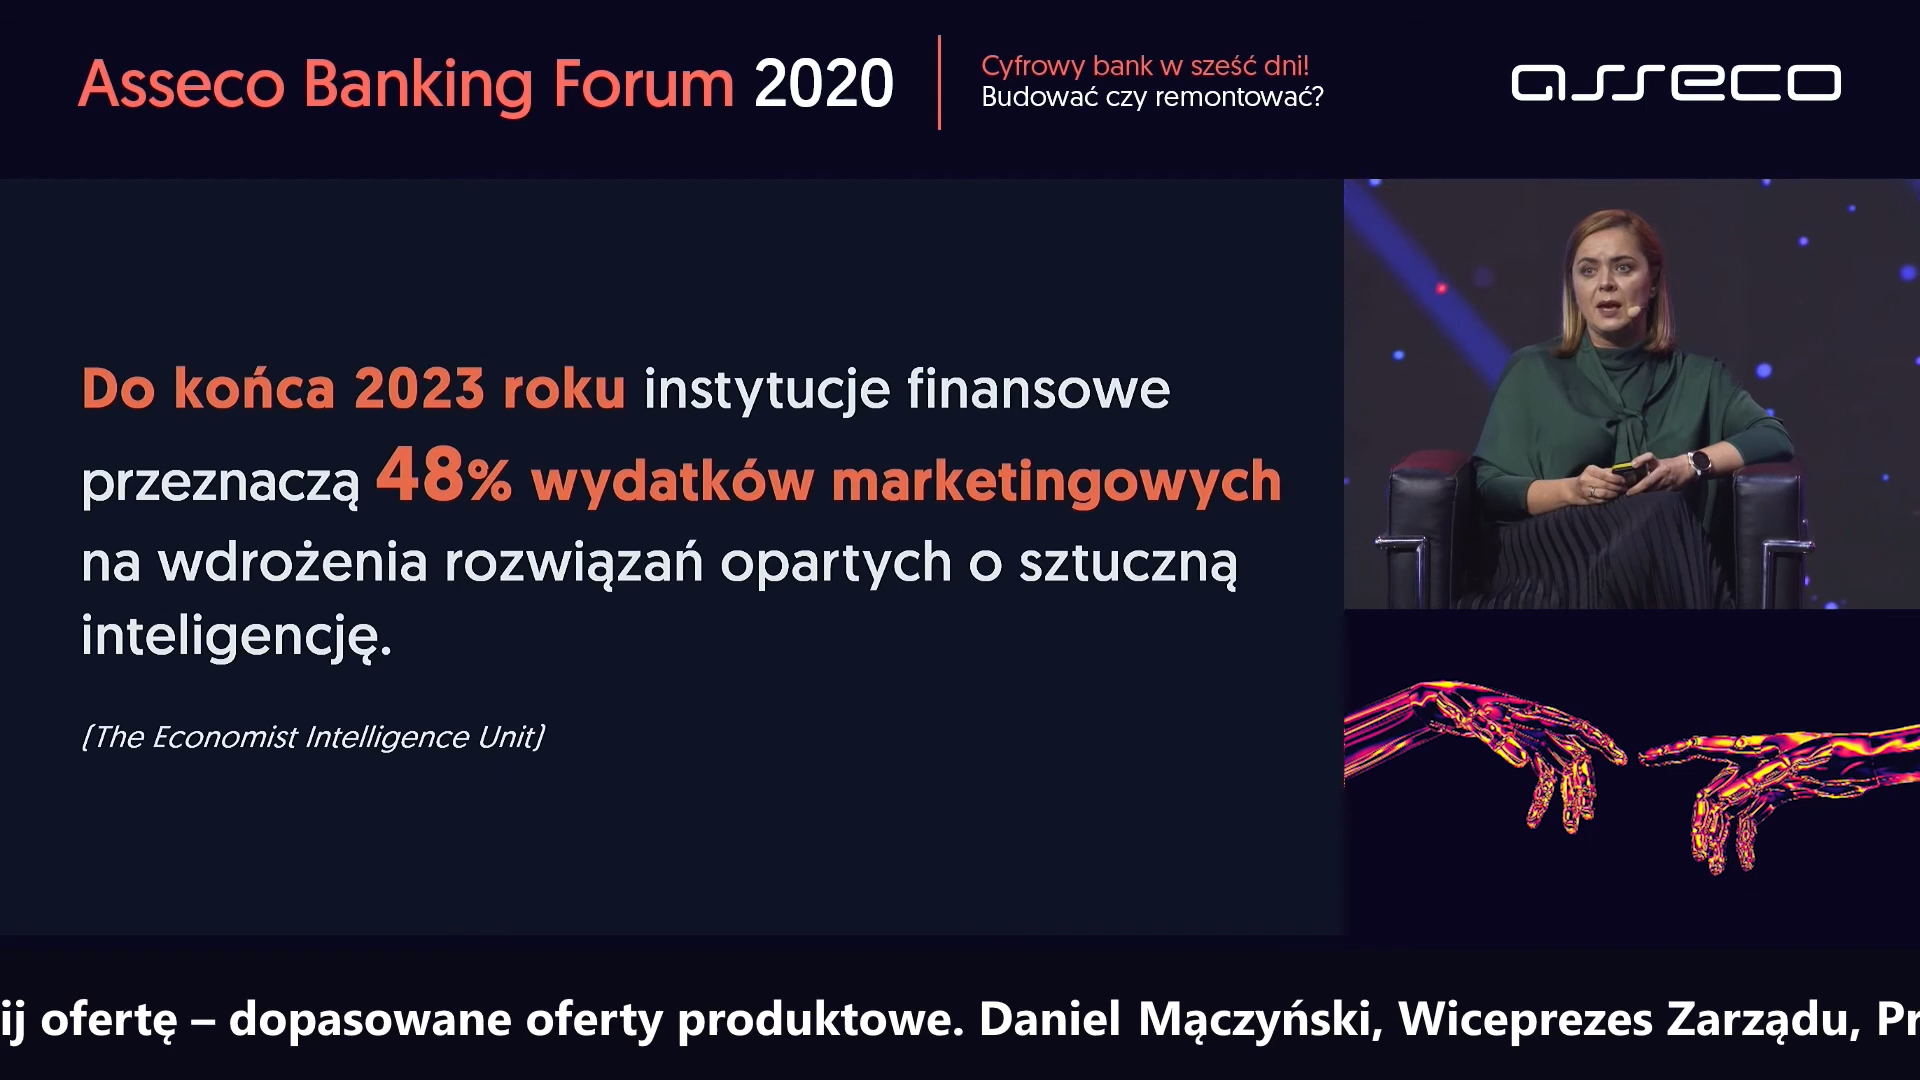 Asseco Banking Forum 2020
Cyfrowy bank w sześć dni!
Budować czy remontować?
asseco
Do końca 2023 roku instytucje finansowe
przeznaczą 48% wydatków marketingowych
na wdrożenia rozwiązań opartych o sztuczną
inteligencję.
(The Economist Intelligence Unit)
ij ofertę – dopasowane oferty produktowe. Daniel Mączyński, Wiceprezes Zarządu, Pr